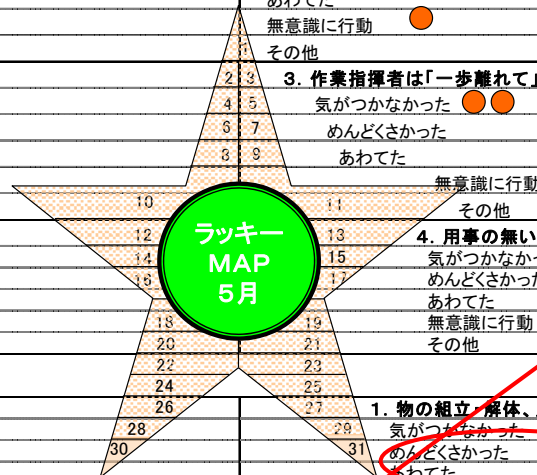 あわてた
無意識に行動
その他
1
2 3
3. 作業指揮者は「一歩離れて」
4 5
気がつかなかった
6 7
めんどくさかった
8 9
あわてた
無意識に行動
10 11
その他
12 13
4. 用事の無い
14 15
気がつかなかっ
16 17
めんどくさかった
あわてた
18 19
無意識に行動
20 21
その他
22 23
24 25
26 27
1. 物の組立・解体、
28 29
気がつかなかった
30 31
めんどくさかった
あわてた
ラッキー
MAP
5月